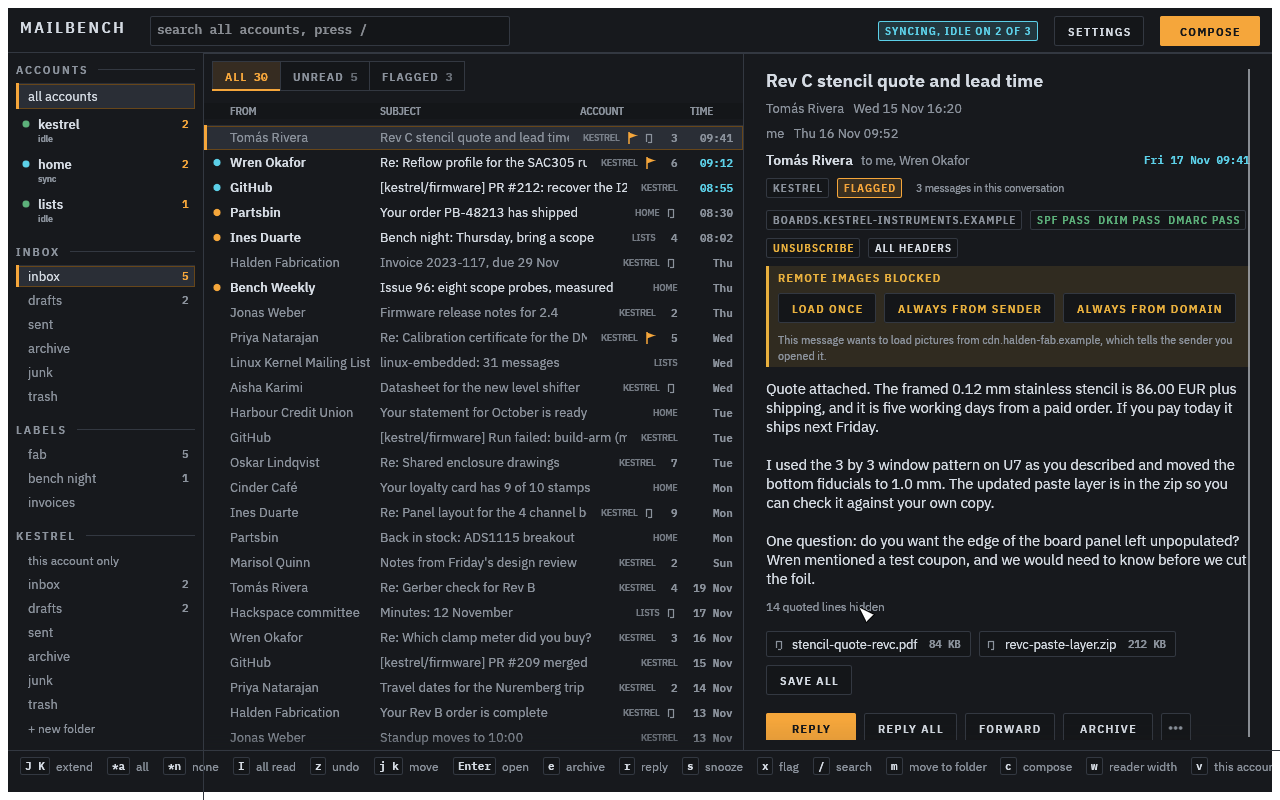 MAILBENCH
search all accounts, press /
SYNCING, IDLE ON 2 OF 3
SETTINGS
COMPOSE
ACCOUNTS
all accounts
kestrel 2
idle
home 2
sync
lists 1
idle
INBOX
inbox 5
drafts 2
sent
archive
junk
trash
LABELS
fab 5
bench night 1
invoices
KESTREL
this account only
inbox 2
drafts 2
sent
archive
junk
trash
+ new folder
ALL 30 UNREAD 5 FLAGGED 3
FROM SUBJECT ACCOUNT TIME
Tomás Rivera Rev C stencil quote and lead time KESTREL 3 09:41
Wren Okafor Re: Reflow profile for the SAC305 ru KESTREL 6 09:12
GitHub [kestrel/firmware] PR #212: recover the I2 KESTREL 08:55
Partsbin Your order PB-48213 has shipped HOME 08:30
Ines Duarte Bench night: Thursday, bring a scope LISTS 4 08:02
Halden Fabrication Invoice 2023-117, due 29 Nov KESTREL Thu
Bench Weekly Issue 96: eight scope probes, measured HOME Thu
Jonas Weber Firmware release notes for 2.4 KESTREL 2 Thu
Priya Natarajan Re: Calibration certificate for the DM KESTREL 5 Wed
Linux Kernel Mailing List linux-embedded: 31 messages LISTS Wed
Aisha Karimi Datasheet for the new level shifter KESTREL Wed
Harbour Credit Union Your statement for October is ready HOME Tue
GitHub [kestrel/firmware] Run failed: build-arm (m KESTREL Tue
Oskar Lindqvist Re: Shared enclosure drawings KESTREL 7 Tue
Cinder Café Your loyalty card has 9 of 10 stamps HOME Mon
Ines Duarte Re: Panel layout for the 4 channel b KESTREL 9 Mon
Partsbin Back in stock: ADS1115 breakout HOME Mon
Marisol Quinn Notes from Friday's design review KESTREL 2 Sun
Tomás Rivera Re: Gerber check for Rev B KESTREL 4 19 Nov
Hackspace committee Minutes: 12 November LISTS 17 Nov
Wren Okafor Re: Which clamp meter did you buy? KESTREL 3 16 Nov
GitHub [kestrel/firmware] PR #209 merged KESTREL 15 Nov
Priya Natarajan Travel dates for the Nuremberg trip KESTREL 2 14 Nov
Halden Fabrication Your Rev B order is complete KESTREL 13 Nov
Jonas Weber Standup moves to 10:00 KESTREL 13 Nov
Rev C stencil quote and lead time
Tomás Rivera Wed 15 Nov 16:20
me Thu 16 Nov 09:52
Tomás Rivera to me, Wren Okafor Fri 17 Nov 09:41
KESTREL FLAGGED 3 messages in this conversation
BOARDS.KESTREL-INSTRUMENTS.EXAMPLE SPF PASS DKIM PASS DMARC PASS
UNSUBSCRIBE ALL HEADERS
REMOTE IMAGES BLOCKED
LOAD ONCE ALWAYS FROM SENDER ALWAYS FROM DOMAIN
This message wants to load pictures from cdn.halden-fab.example, which tells the sender you
opened it.
Quote attached. The framed 0.12 mm stainless stencil is 86.00 EUR plus
shipping, and it is five working days from a paid order. If you pay today it
ships next Friday.
I used the 3 by 3 window pattern on U7 as you described and moved the
bottom fiducials to 1.0 mm. The updated paste layer is in the zip so you
can check it against your own copy.
One question: do you want the edge of the board panel left unpopulated?
Wren mentioned a test coupon, and we would need to know before we cut
the foil.
14 quoted lines hidden
stencil-quote-revc.pdf 84 KB revc-paste-layer.zip 212 KB
SAVE ALL
REPLY REPLY ALL FORWARD ARCHIVE •••
J K extend *a all *n none I all read z undo j k move Enter open e archive r reply s snooze x flag / search m move to folder c compose w reader width v this accoun